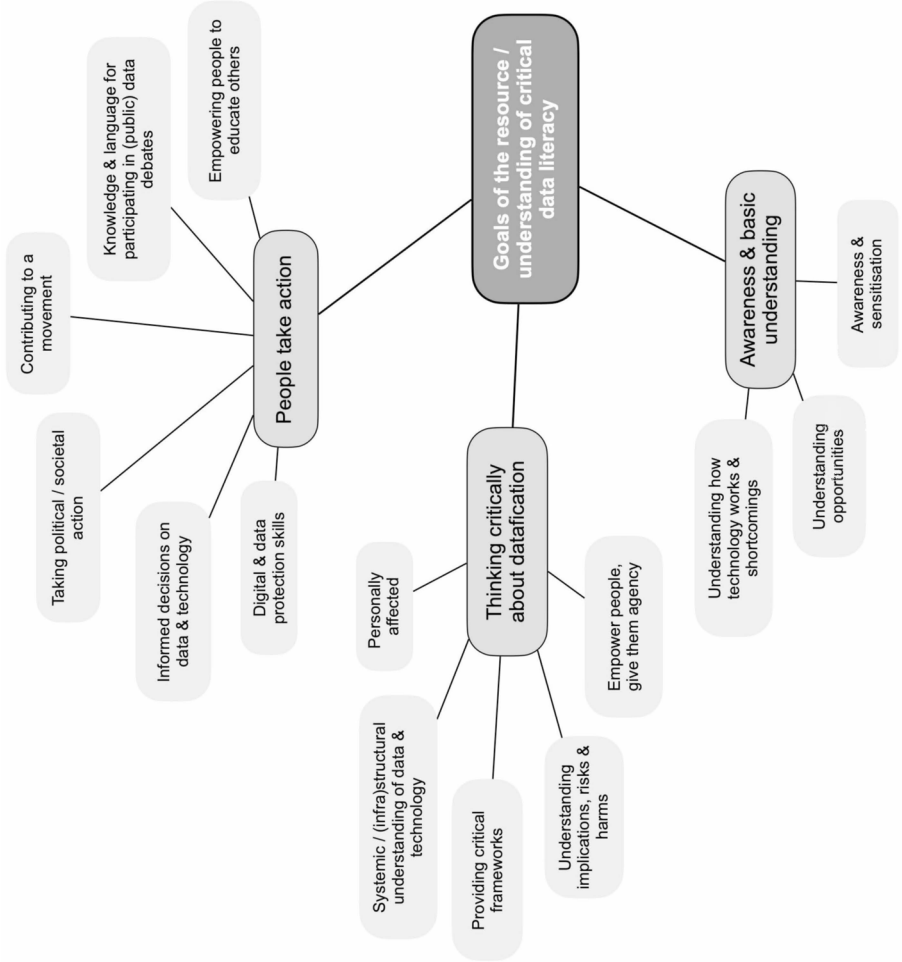 Goals of the resource /
understanding of critical
data literacy
People take action
Empowering people to
educate others
Knowledge & language for
participating in (public) data
debates
Contributing to a
movement
Taking political / societal
action
Informed decisions on
data & technology
Digital & data
protection skills
Thinking critically
about datafication
Personally
affected
Systemic / (infra)structural
understanding of data &
technology
Providing critical
frameworks
Understanding
implications, risks &
harms
Empower people,
give them agency
Awareness & basic
understanding
Understanding how
technology works &
shortcomings
Understanding
opportunities
Awareness &
sensitisation